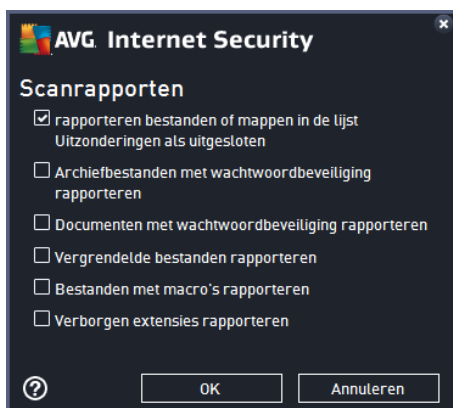 AVG. Internet Security
Scanrapporten
rapporteren bestanden of mappen in de lijst
Uitzonderingen als uitgesloten
Archiefbestanden met wachtwoordbeveiliging
rapporteren
Documenten met wachtwoordbeveiliging rapporteren
Vergrendelde bestanden rapporteren
Bestanden met macro's rapporteren
Verborgen extensies rapporteren
?
OK
Annuleren